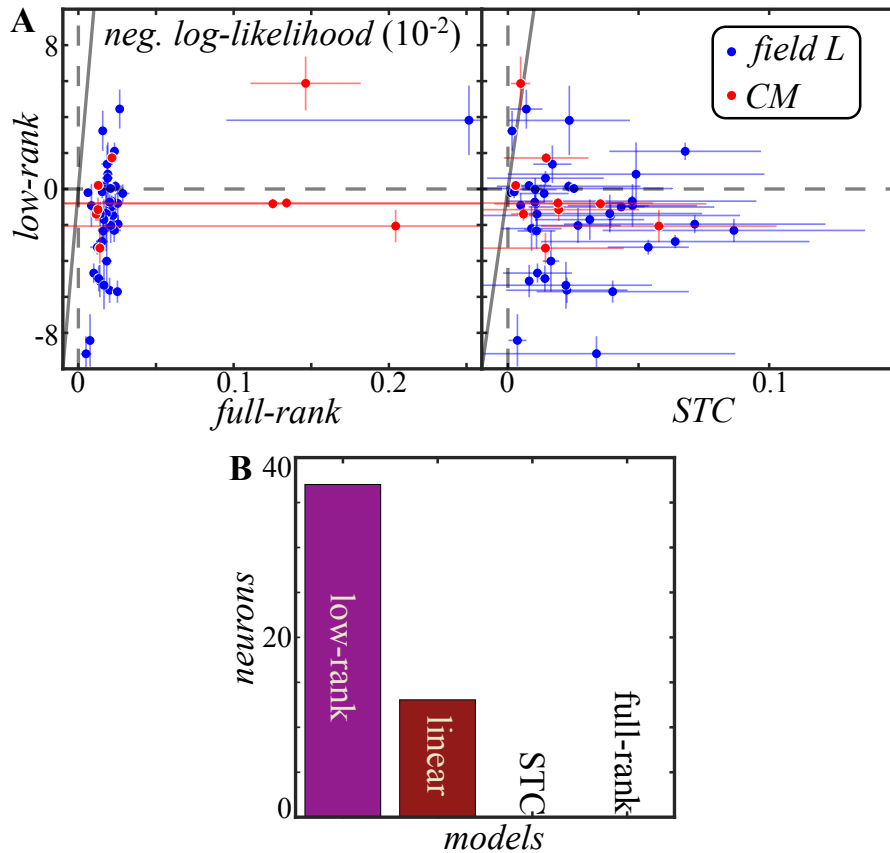 A
neg. log-likelihood (10⁻²)
field L
CM
8
0
-8
low-rank
0
0.1
0.2
full-rank
0
0.1
STC
B
40
20
0
neurons
low-rank
linear
STC
full-rank
models